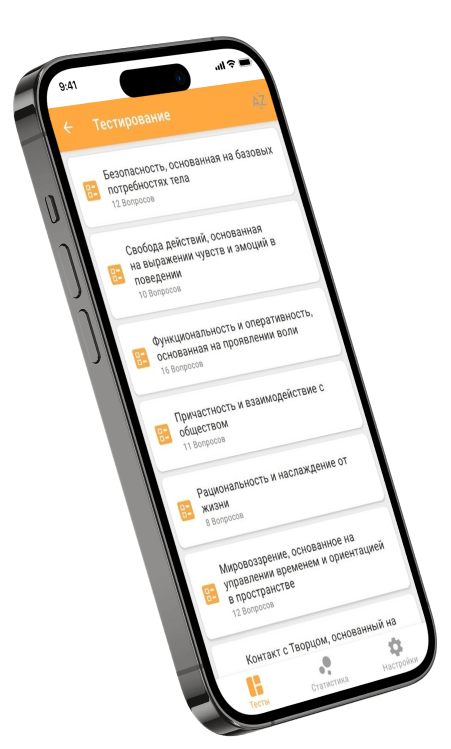 9:41
Тестирование
AZ
Безопасность, основанная на базовых
потребностях тела
12 Вопросов
Свобода действий, основанная
на выражении чувств и эмоций в
поведении
10 Вопросов
Функциональность и оперативность,
основанная на проявлении воли
16 Вопросов
Причастность и взаимодействие с
обществом
11 Вопросов
Рациональность и наслаждение от
жизни
8 Вопросов
Мировоззрение, основанное на
управлении временем и ориентацией
в пространстве
12 Вопросов
Контакт с Творцом, основанный на
Тесты
Статистика
Настройки